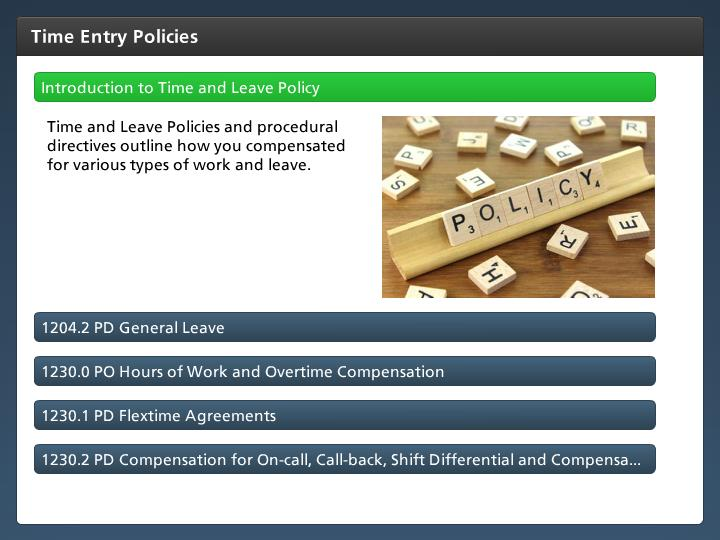 Time Entry Policies
Introduction to Time and Leave Policy
Time and Leave Policies and procedural
directives outline how you compensated
for various types of work and leave.
POLICY
1204.2 PD General Leave
1230.0 PO Hours of Work and Overtime Compensation
1230.1 PD Flextime Agreements
1230.2 PD Compensation for On-call, Call-back, Shift Differential and Compensa...